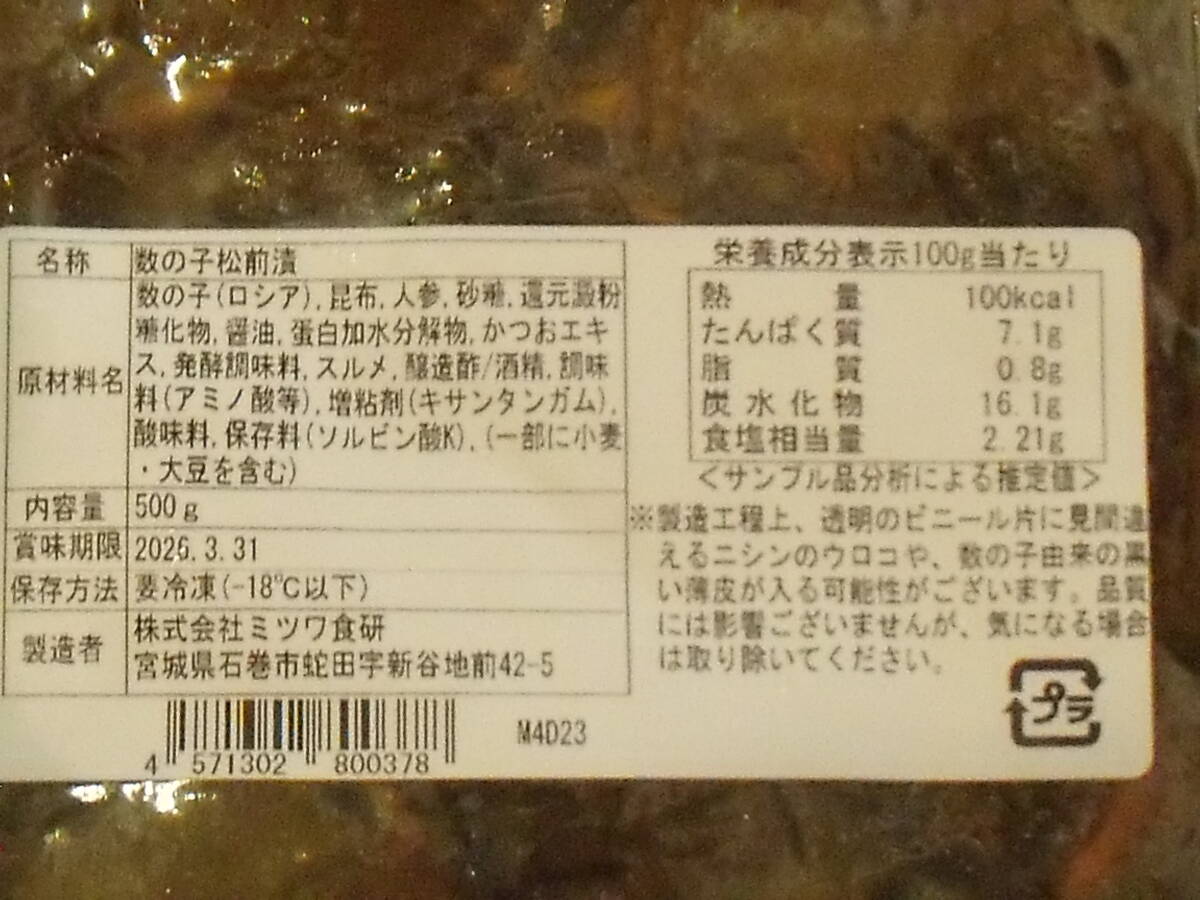 名称 数の子松前漬
原材料名 数の子(ロシア),昆布,人参,砂糖,還元澱粉
糖化物,醤油,蛋白加水分解物,かつおエキ
ス,発酵調味料,スルメ,醸造酢/酒精,調味
料(アミノ酸等),増粘剤(キサンタンガム),
酸味料,保存料(ソルビン酸K),(一部に小麦
・大豆を含む)
内容量 500g
賞味期限 2026.3.31
保存方法 要冷凍(-18℃以下)
製造者 株式会社ミツワ食研
宮城県石巻市蛇田字新谷地前42-5
4 571302 800378
M4D23
栄養成分表示100g当たり
熱量 100kcal
たんぱく質 7.1g
脂質 0.8g
炭水化物 16.1g
食塩相当量 2.21g
<サンプル品分析による推定値>
※製造工程上、透明のビニール片に見間違
えるニシンのウロコや、数の子由来の黒
い薄皮が入る可能性がございます。品質
には影響ございませんが、気になる場合
は取り除いてください。
プラ